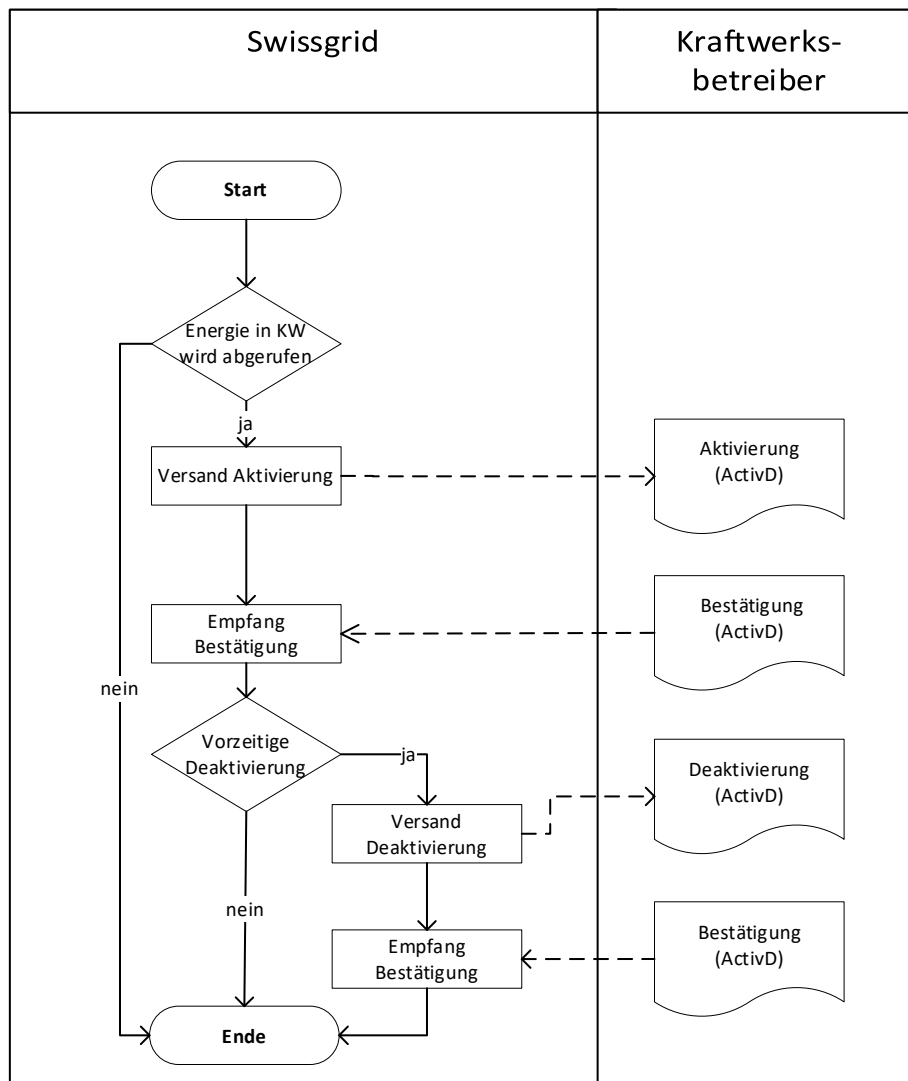 Swissgrid
Kraftwerks-
betreiber
Start
Energie in KW
wird abgerufen
ja
Versand Aktivierung
Aktivierung
(ActivD)
Empfang
Bestätigung
Bestätigung
(ActivD)
nein
Vorzeitige
Deaktivierung
ja
Versand
Deaktivierung
Deaktivierung
(ActivD)
nein
Empfang
Bestätigung
Bestätigung
(ActivD)
Ende